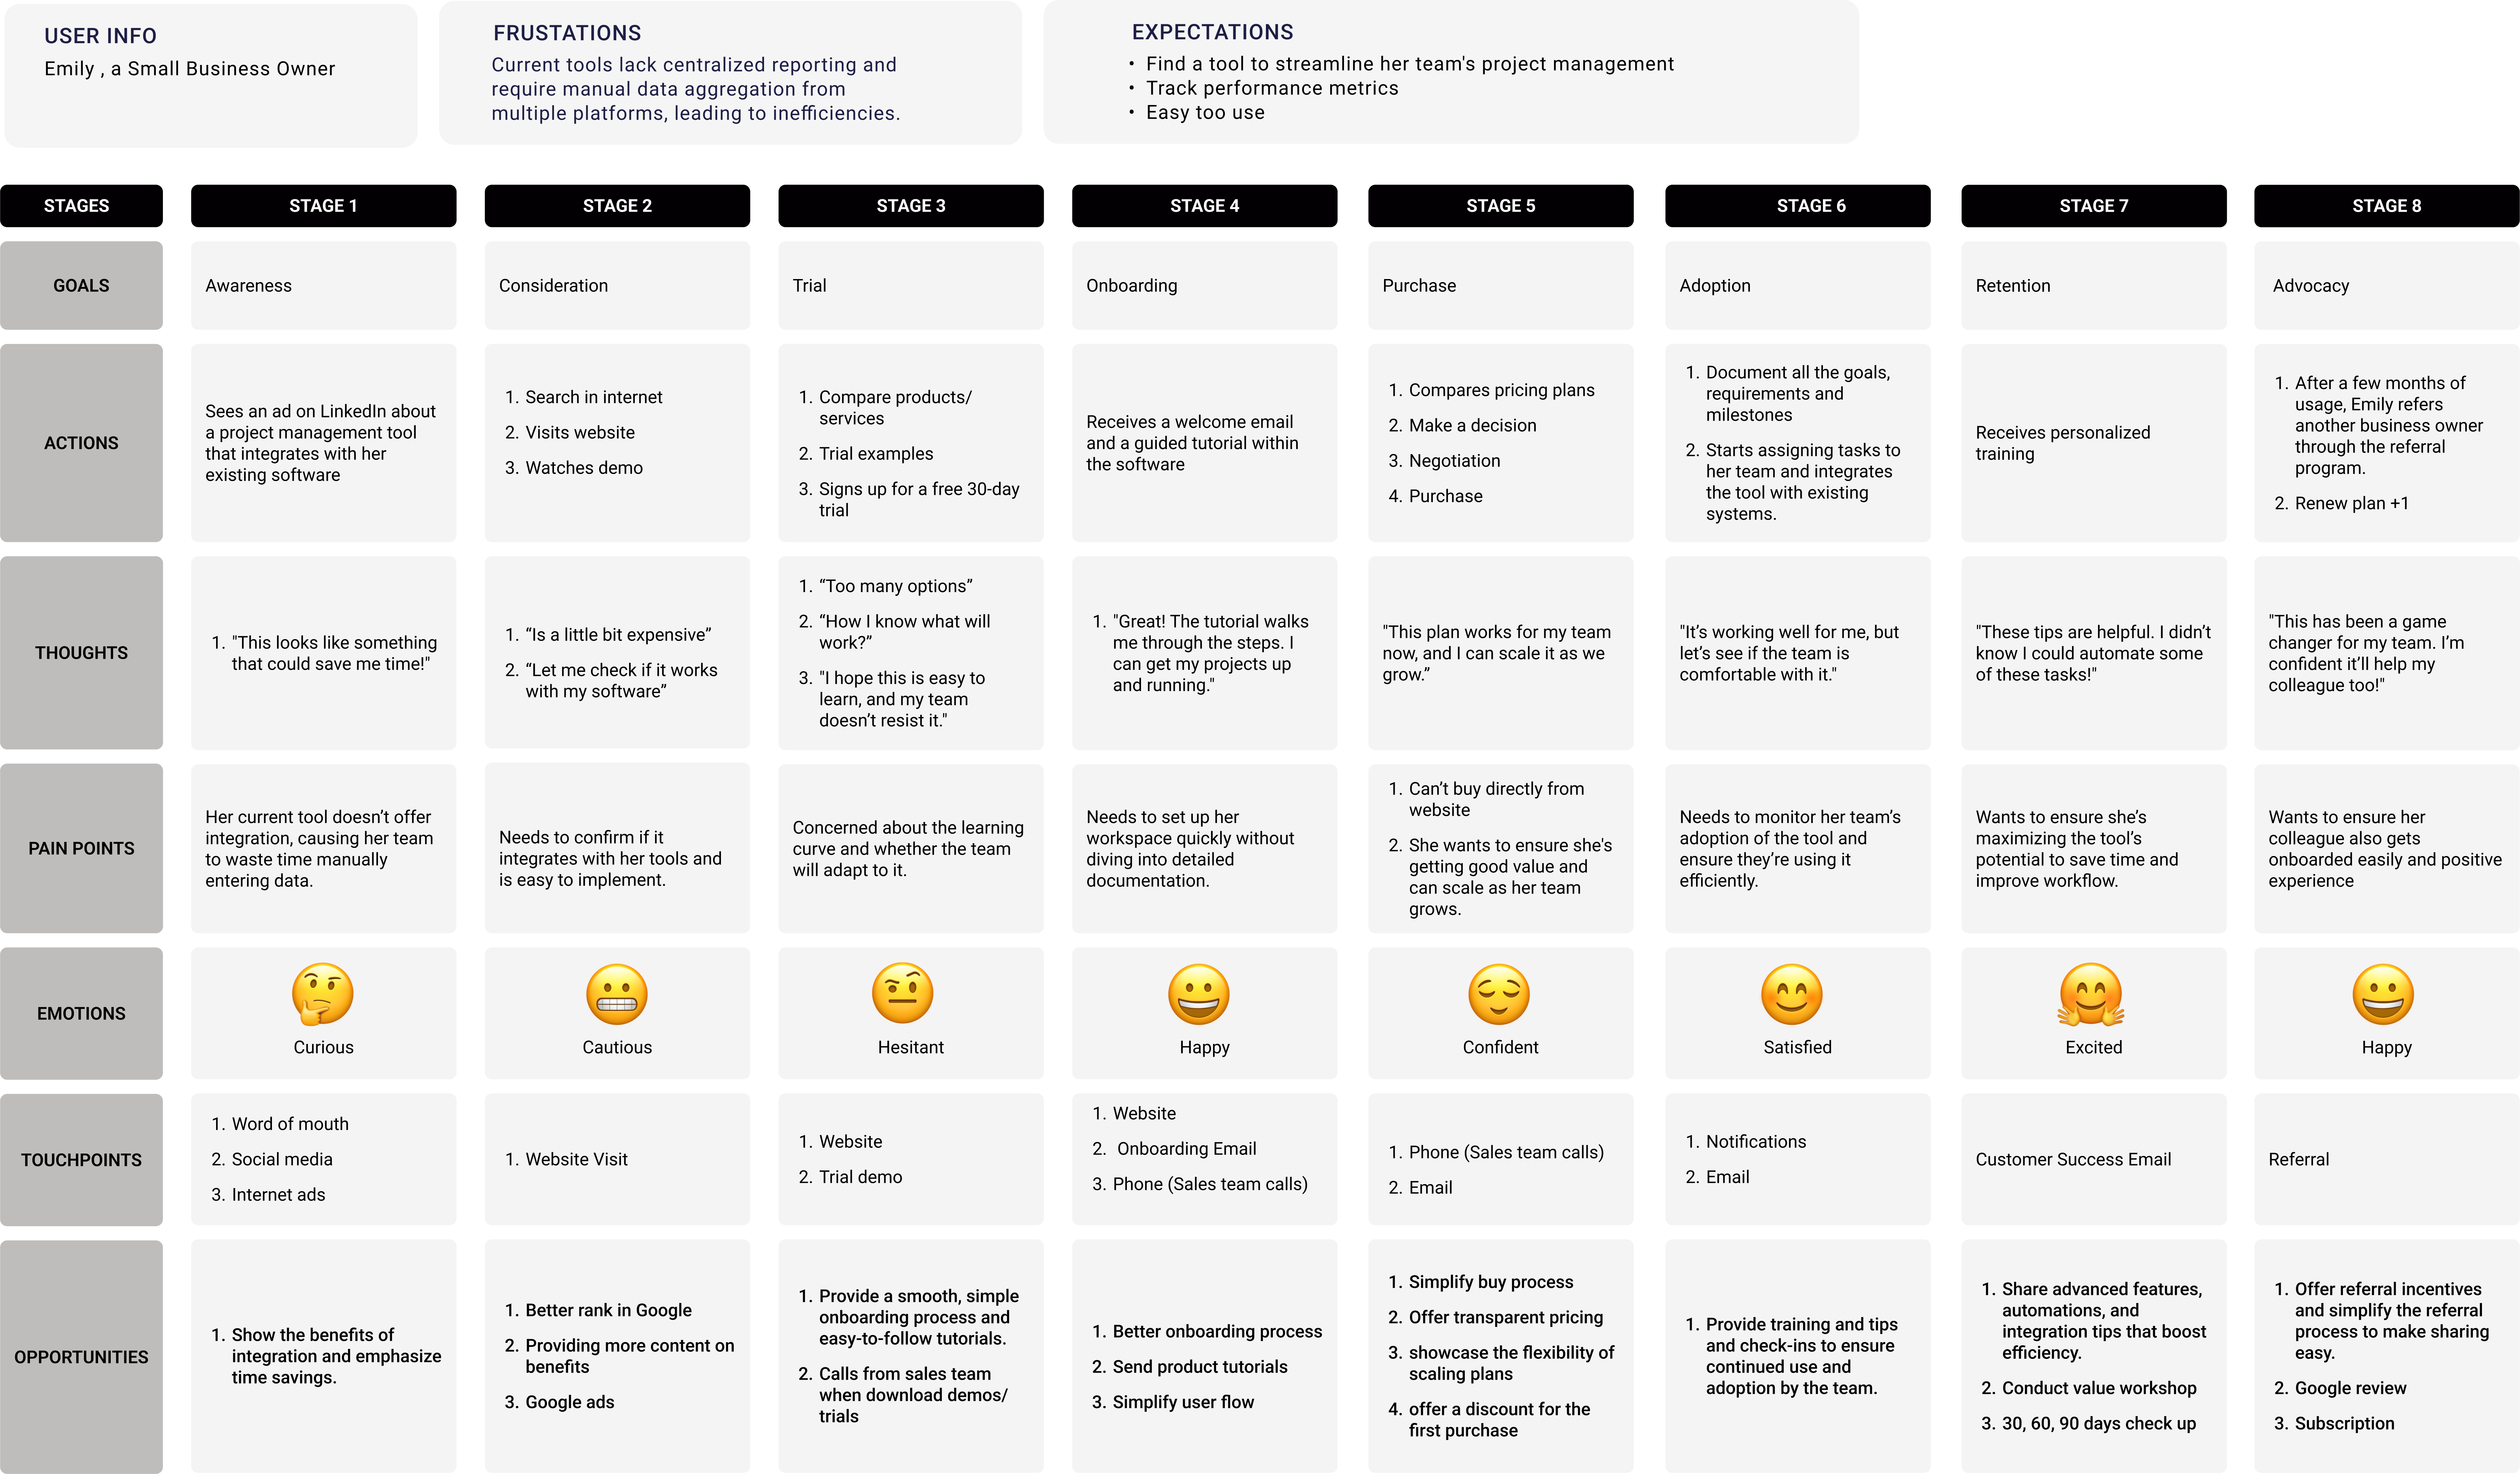 USER INFO
Emily , a Small Business Owner
FRUSTATIONS
Current tools lack centralized reporting and
require manual data aggregation from
multiple platforms, leading to inefficiencies.
EXPECTATIONS
• Find a tool to streamline her team's project management
• Track performance metrics
• Easy too use
STAGES
STAGE 1
STAGE 2
STAGE 3
STAGE 4
STAGE 5
STAGE 6
STAGE 7
STAGE 8
GOALS
Awareness
Consideration
Trial
Onboarding
Purchase
Adoption
Retention
Advocacy
ACTIONS
Sees an ad on LinkedIn about
a project management tool
that integrates with her
existing software
1. Search in internet
2. Visits website
3. Watches demo
1. Compare products/
services
2. Trial examples
3. Signs up for a free 30-day
trial
Receives a welcome email
and a guided tutorial within
the software
1. Compares pricing plans
2. Make a decision
3. Negotiation
4. Purchase
1. Document all the goals,
requirements and
milestones
2. Starts assigning tasks to
her team and integrates
the tool with existing
systems.
Receives personalized
training
1. After a few months of
usage, Emily refers
another business owner
through the referral
program.
2. Renew plan +1
THOUGHTS
1. "This looks like something
that could save me time!"
1. “Is a little bit expensive”
2. “Let me check if it works
with my software”
1. “Too many options”
2. “How I know what will
work?”
3. "I hope this is easy to
learn, and my team
doesn’t resist it."
1. "Great! The tutorial walks
me through the steps. I
can get my projects up
and running."
"This plan works for my team
now, and I can scale it as we
grow.”
"It’s working well for me, but
let’s see if the team is
comfortable with it."
"These tips are helpful. I didn’t
know I could automate some
of these tasks!"
"This has been a game
changer for my team. I’m
confident it’ll help my
colleague too!"
PAIN POINTS
Her current tool doesn’t offer
integration, causing her team
to waste time manually
entering data.
Needs to confirm if it
integrates with her tools and
is easy to implement.
Concerned about the learning
curve and whether the team
will adapt to it.
Needs to set up her
workspace quickly without
diving into detailed
documentation.
1. Can’t buy directly from
website
2. She wants to ensure she's
getting good value and
can scale as her team
grows.
Needs to monitor her team’s
adoption of the tool and
ensure they’re using it
efficiently.
Wants to ensure she’s
maximizing the tool’s
potential to save time and
improve workflow.
Wants to ensure her
colleague also gets
onboarded easily and positive
experience
EMOTIONS
Curious
Cautious
Hesitant
Happy
Confident
Satisfied
Excited
Happy
TOUCHPOINTS
1. Word of mouth
2. Social media
3. Internet ads
1. Website Visit
1. Website
2. Trial demo
1. Website
2. Onboarding Email
3. Phone (Sales team calls)
1. Phone (Sales team calls)
2. Email
1. Notifications
2. Email
Customer Success Email
Referral
OPPORTUNITIES
1. Show the benefits of
integration and emphasize
time savings.
1. Better rank in Google
2. Providing more content on
benefits
3. Google ads
1. Provide a smooth, simple
onboarding process and
easy-to-follow tutorials.
2. Calls from sales team
when download demos/
trials
1. Better onboarding process
2. Send product tutorials
3. Simplify user flow
1. Simplify buy process
2. Offer transparent pricing
3. showcase the flexibility of
scaling plans
4. offer a discount for the
first purchase
1. Provide training and tips
and check-ins to ensure
continued use and
adoption by the team.
1. Share advanced features,
automations, and
integration tips that boost
efficiency.
2. Conduct value workshop
3. 30, 60, 90 days check up
1. Offer referral incentives
and simplify the referral
process to make sharing
easy.
2. Google review
3. Subscription